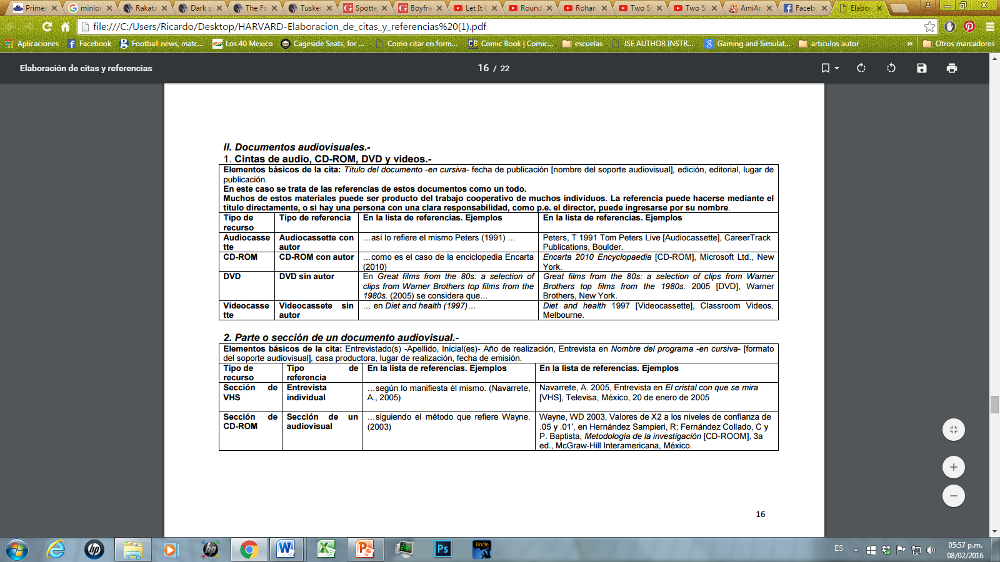 Primer
minior
Rakata
Dark s
The Fo
Tusker
Spotte
Boyfrie
Let It G
Round
Rohan
Two St
Two St
AmiAm
Facebo
Elabor
file:///C:/Users/Ricardo/Desktop/HARVARD-Elaboracion_de_citas_y_referencias%20(1).pdf
Aplicaciones Facebook Football news, matc... Los 40 Mexico Cageside Seats, for ... Como citar en form... Comic Book | Comic... escuelas JSE AUTHOR INSTR... Gaming and Simulat... articulos autor » Otros marcadores
Elaboración de citas y referencias 16 / 22
II. Documentos audiovisuales.-
1. Cintas de audio, CD-ROM, DVD y videos.-
Elementos básicos de la cita: Título del documento -en cursiva- fecha de publicación [nombre del soporte audiovisual], edición, editorial, lugar de
publicación.
En este caso se trata de las referencias de estos documentos como un todo.
Muchos de estos materiales puede ser producto del trabajo cooperativo de muchos individuos. La referencia puede hacerse mediante el
título directamente, o si hay una persona con una clara responsabilidad, como p.e. el director, puede ingresarse por su nombre.
Tipo de
recurso
Tipo de referencia
En la lista de referencias. Ejemplos
En la lista de referencias. Ejemplos
Audiocasse
tte
Audiocassette con
autor
…así lo refiere el mismo Peters (1991) …
Peters, T 1991 Tom Peters Live [Audiocassette], CareerTrack
Publications, Boulder.
CD-ROM
CD-ROM con autor
…como es el caso de la enciclopedia Encarta
(2010)
Encarta 2010 Encyclopaedia [CD-ROM], Microsoft Ltd., New
York.
DVD
DVD sin autor
En Great films from the 80s: a selection of
clips from Warner Brothers top films from the
1980s. (2005) se considera que…
Great films from the 80s: a selection of clips from Warner
Brothers top films from the 1980s. 2005 [DVD], Warner
Brothers, New York.
Videocasse
tte
Videocassete sin
autor
… en Diet and health (1997)…
Diet and health 1997 [Videocassette], Classroom Videos,
Melbourne.
2. Parte o sección de un documento audiovisual.-
Elementos básicos de la cita: Entrevistado(s) -Apellido, Inicial(es)- Año de realización, Entrevista en Nombre del programa -en cursiva- [formato
del soporte audiovisual], casa productora, lugar de realización, fecha de emisión.
Tipo de
recurso
Tipo de
referencia
En la lista de referencias. Ejemplos
En la lista de referencias. Ejemplos
Sección de
VHS
Entrevista
individual
…según lo manifiesta él mismo. (Navarrete,
A., 2005)
Navarrete, A. 2005, Entrevista en El cristal con que se mira
[VHS], Televisa, México, 20 de enero de 2005
Sección de
CD-ROM
Sección de un
audiovisual
…siguiendo el método que refiere Wayne.
(2003)
Wayne, WD 2003, Valores de X2 a los niveles de confianza de
.05 y .01', en Hernández Sampieri, R; Fernández Collado, C y
P. Baptista, Metodología de la investigación [CD-ROOM], 3a
ed., McGraw-Hill Interamericana, México.
16
ES
05:57 p.m.
08/02/2016